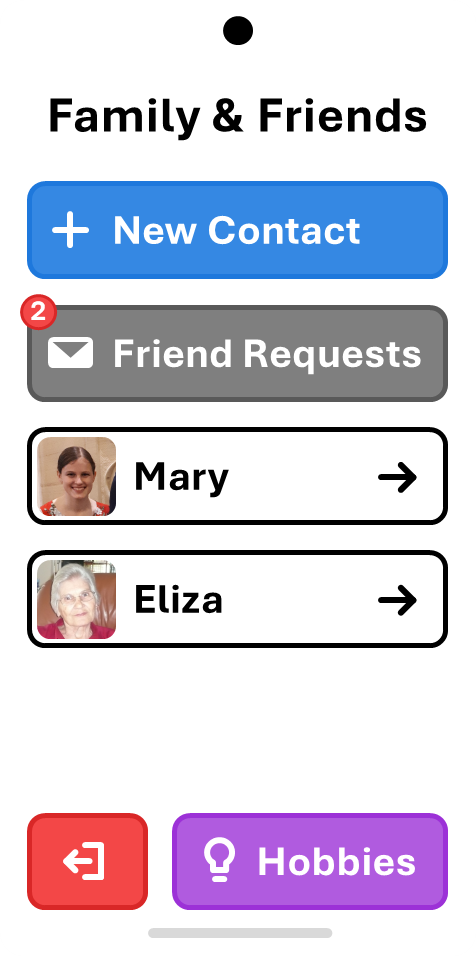 Family & Friends
New Contact
2
Friend Requests
Mary
Eliza
Hobbies